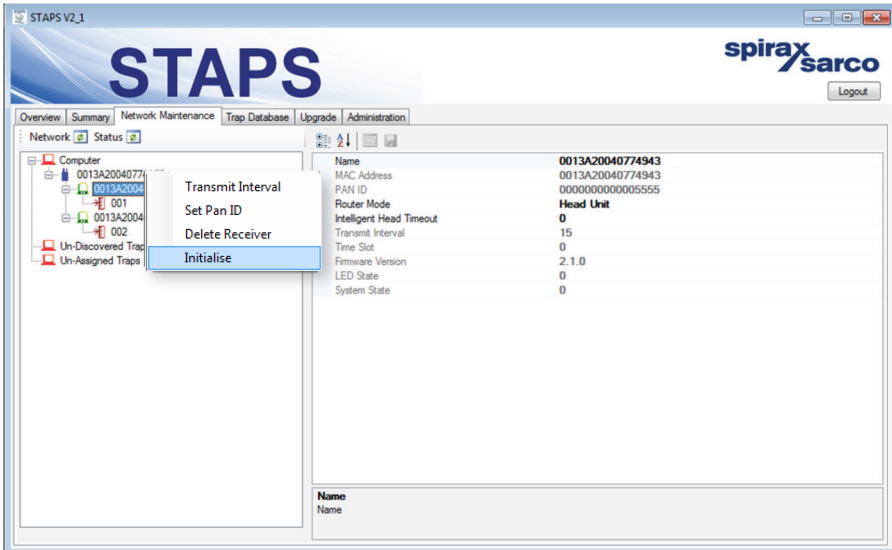 STAPS V2_1
STAPS
spirax
sarco
Logout
Overview Summary Network Maintenance Trap Database Upgrade Administration
Network Status
Computer
0013A2004077
0013A2004
001
0013A2004
002
Un-Discovered Trap
Un-Assigned Traps
Transmit Interval
Set Pan ID
Delete Receiver
Initialise
Name 0013A20040774943
MAC Address 0013A20040774943
PAN ID 0000000000005555
Router Mode Head Unit
Intelligent Head Timeout 0
Transmit Interval 15
Time Slot 0
Firmware Version 2.1.0
LED State 0
System State 0
Name
Name